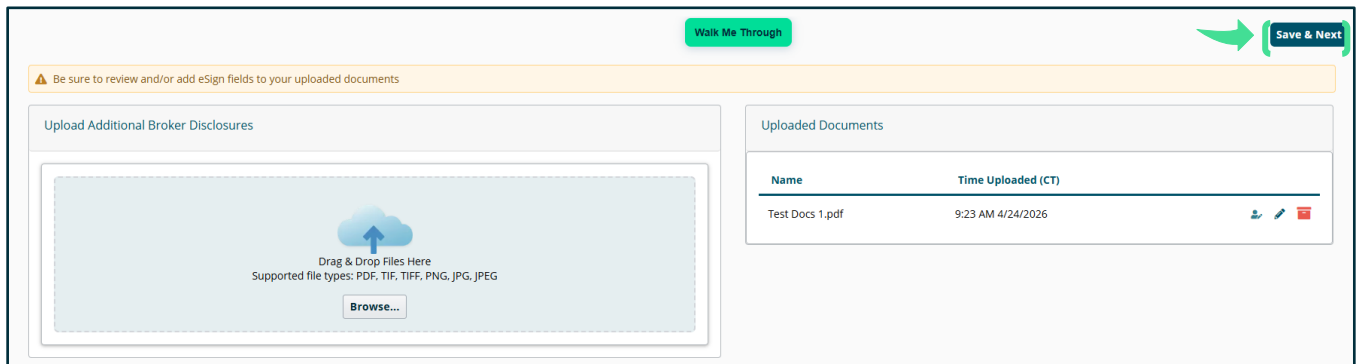 Walk Me Through
Save & Next
Be sure to review and/or add eSign fields to your uploaded documents
Upload Additional Broker Disclosures
Drag & Drop Files Here
Supported file types: PDF, TIF, TIFF, PNG, JPG, JPEG
Browse...
Uploaded Documents
Name Time Uploaded (CT)
Test Docs 1.pdf 9:23 AM 4/24/2026